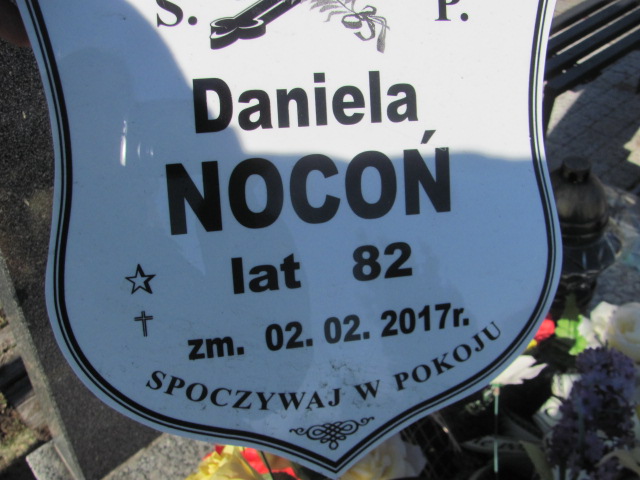 S. P.
Daniela
NOCOŃ
lat 82
zm. 02. 02. 2017r.
SPOCZYWAJ W POKOJU